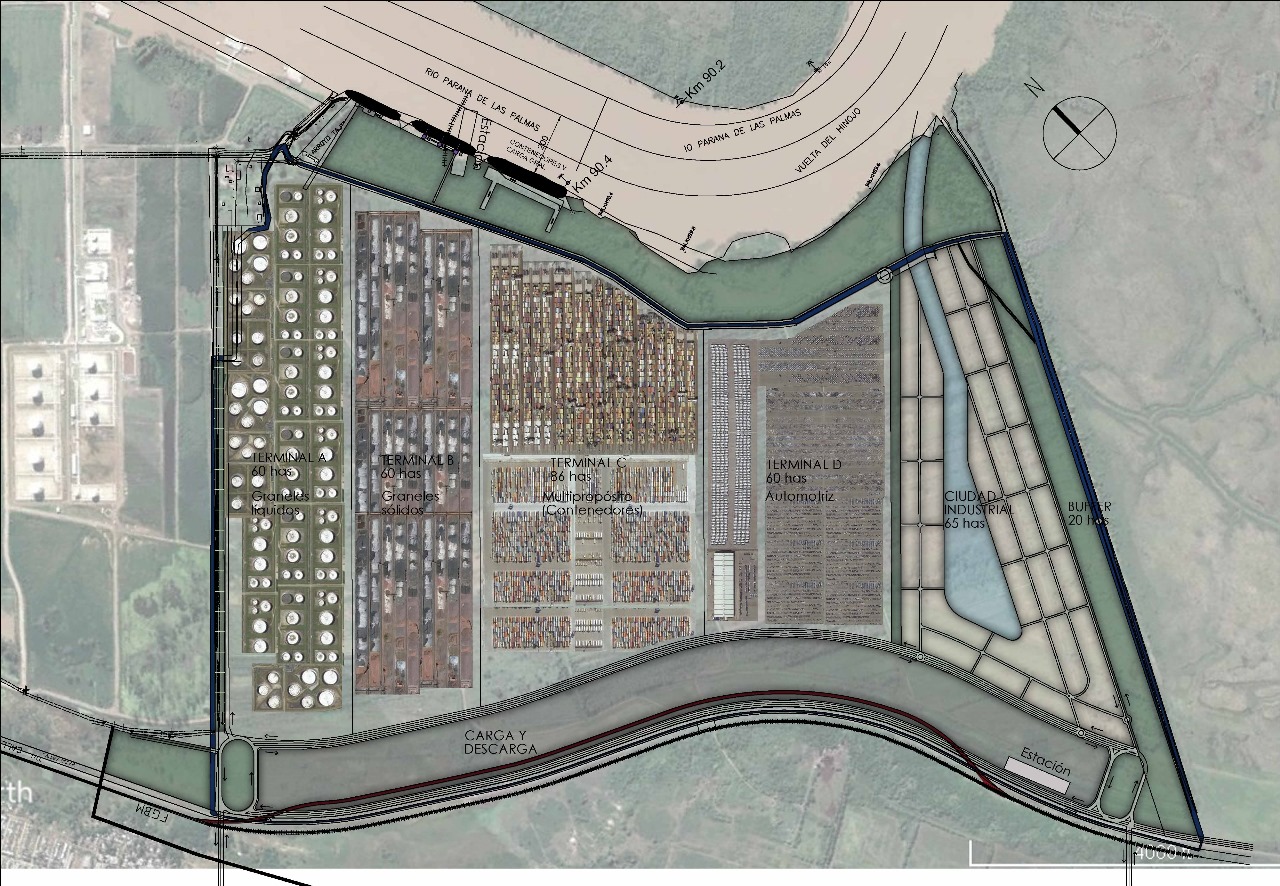 RIO PARANA DE LAS PALMAS
Km 90.2
IO PARANA DE LAS PALMAS
VUELTA DEL HINOJO
N
CONTENEDORES Y
CARGA GRAL
Km 90.4
TERMINAL A
60 has
Graneles
líquidos
TERMINAL B
60 has
Graneles
sólidos
TERMINAL C
86 has
Multipropósito
(Contenedores)
TERMINAL D
60 has
Automotriz
CIUDAD
INDUSTRIAL
65 has
BUFFER
20 has
CARGA Y
DESCARGA
Estación
FGBM
rth
4000 ft